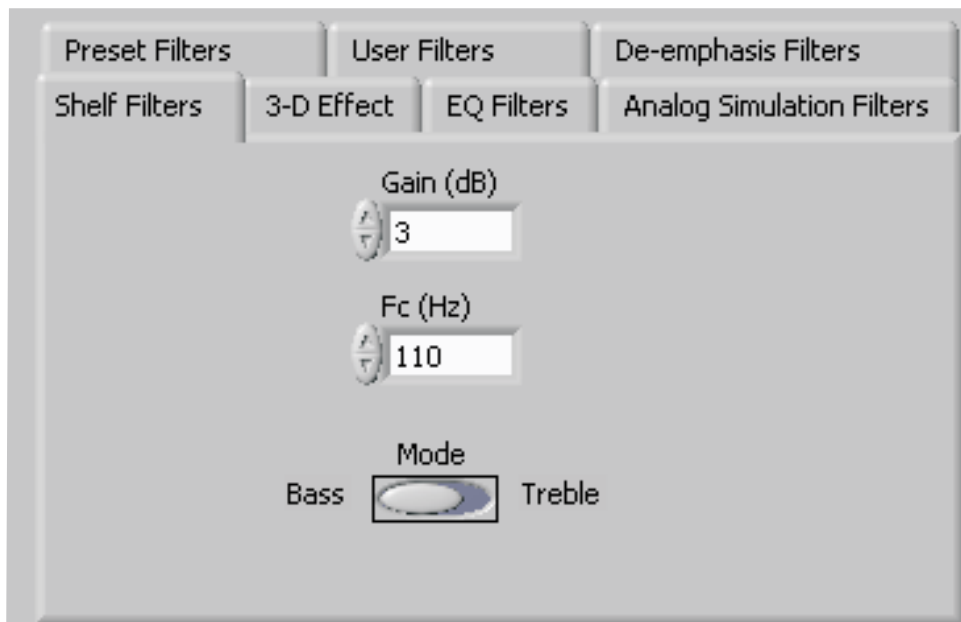 Preset Filters User Filters De-emphasis Filters
Shelf Filters 3-D Effect EQ Filters Analog Simulation Filters
Gain (dB)
3
Fc (Hz)
110
Mode
Bass Treble